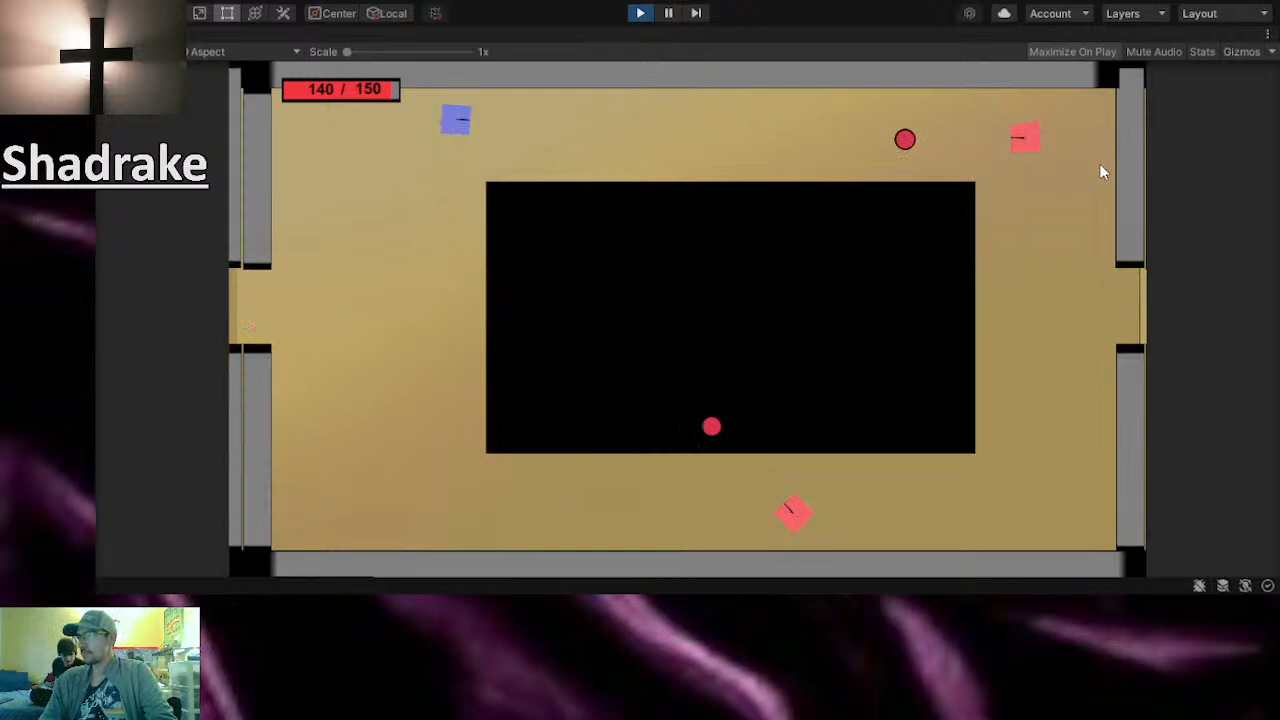 Center
Local
Account
Layers
Layout
Aspect
Scale
1x
Maximize On Play
Mute Audio
Stats
Gizmos
140 / 150
Shadrake